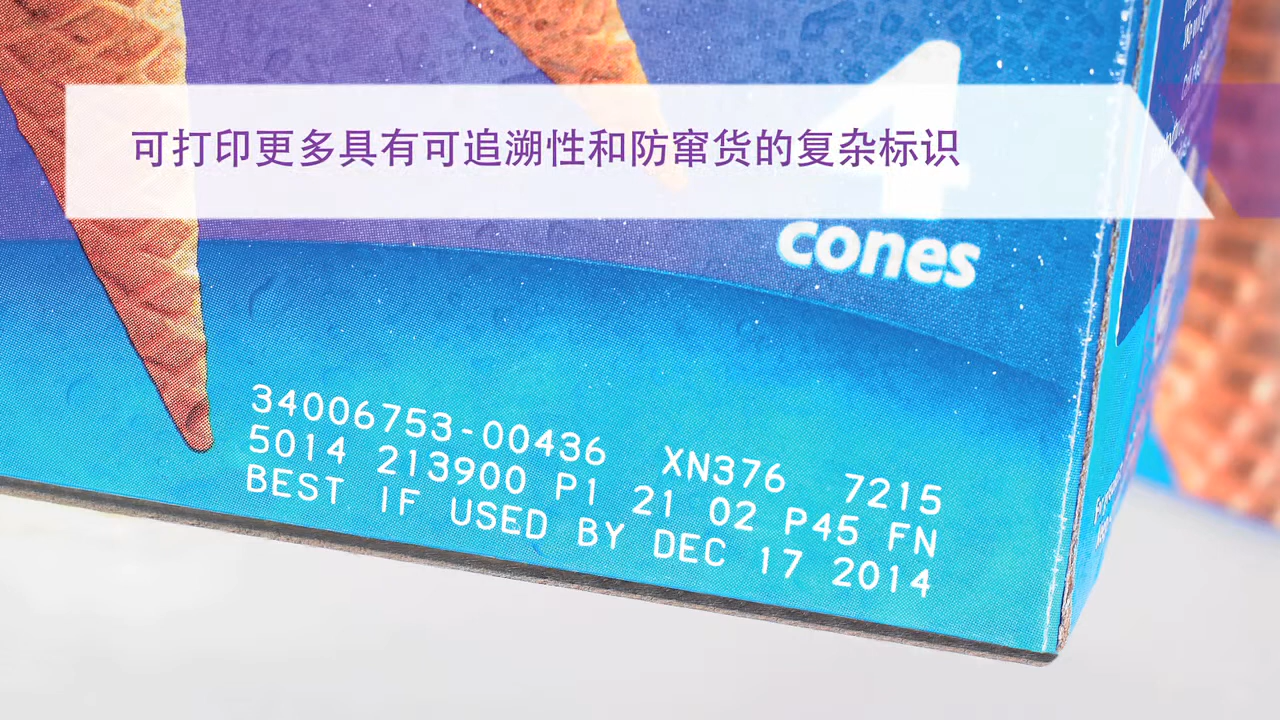 可打印更多具有可追溯性和防窜货的复杂标识
4
cones
34006753-00436 XN376 7215
5014 213900 P1 21 02 P45 FN
BEST IF USED BY DEC 17 2014